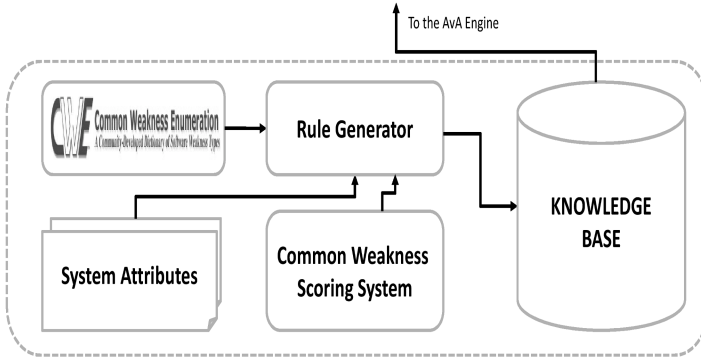 To the AvA Engine
CWE
Common Weakness Enumeration
A Community-Developed Dictionary of Software Weakness Types
Rule Generator
KNOWLEDGE
BASE
System Attributes
Common Weakness
Scoring System